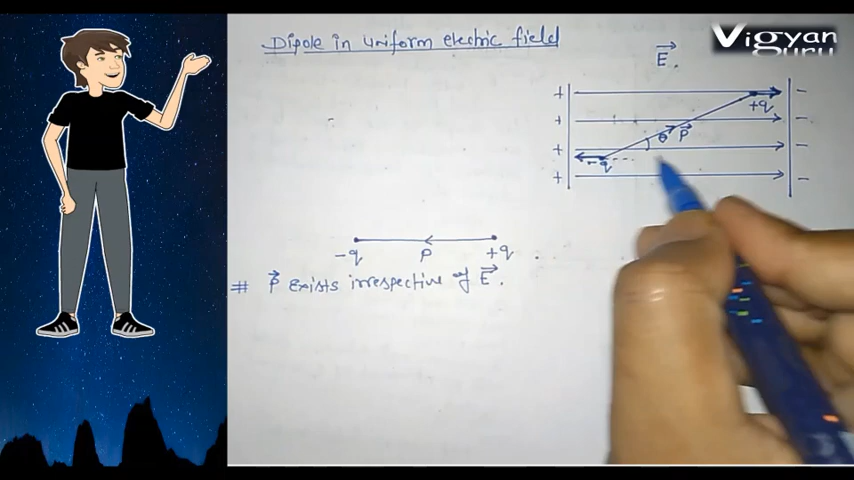 Dipole in uniform electric field
Vigyan
Guru
E.
+ -
+q
+ P -
θ
+ -
-q
+ -
-q P +q
# P exists irrespective of E.